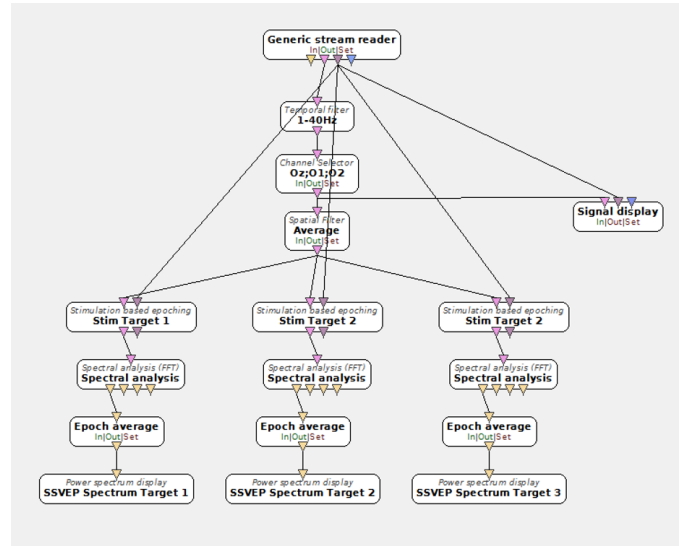 Generic stream reader
In|Out|Set
Temporal filter
1-40Hz
Channel Selector
Oz;O1;O2
In|Out|Set
Signal display
In|Out|Set
Spatial Filter
Average
In|Out|Set
Stimulation based epoching
Stim Target 1
Stimulation based epoching
Stim Target 2
Stimulation based epoching
Stim Target 2
Spectral analysis (FFT)
Spectral analysis
Spectral analysis (FFT)
Spectral analysis
Spectral analysis (FFT)
Spectral analysis
Epoch average
In|Out|Set
Epoch average
In|Out|Set
Epoch average
In|Out|Set
Power spectrum display
SSVEP Spectrum Target 1
Power spectrum display
SSVEP Spectrum Target 2
Power spectrum display
SSVEP Spectrum Target 3